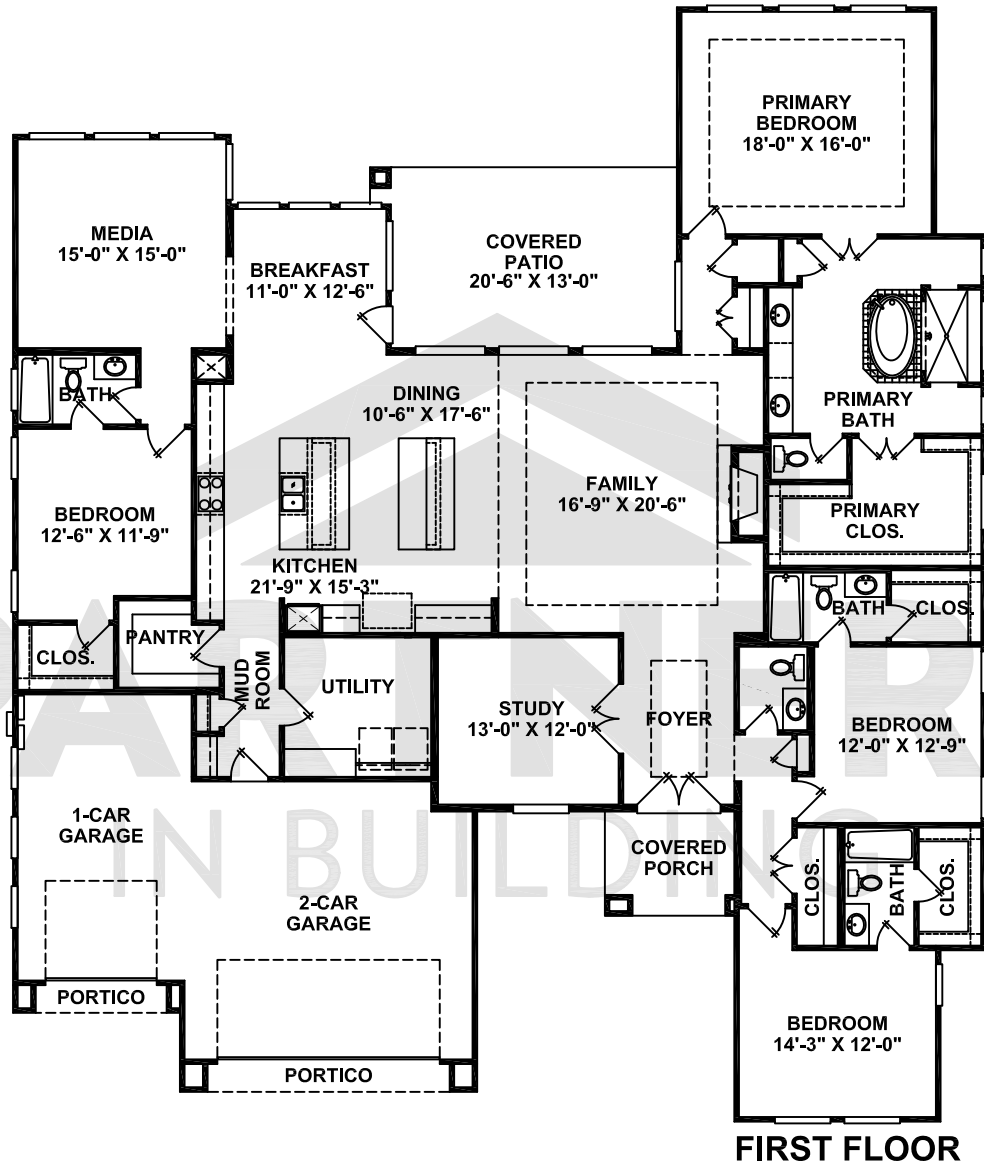 PRIMARY
BEDROOM
18'-0" X 16'-0"
MEDIA
15'-0" X 15'-0"
BREAKFAST
11'-0" X 12'-6"
COVERED
PATIO
20'-6" X 13'-0"
BATH
DINING
10'-6" X 17'-6"
PRIMARY
BATH
BEDROOM
12'-6" X 11'-9"
FAMILY
16'-9" X 20'-6"
PRIMARY
CLOS.
KITCHEN
21'-9" X 15'-3"
BATH
CLOS.
CLOS.
PANTRY
MUD
ROOM
UTILITY
STUDY
13'-0" X 12'-0"
FOYER
BEDROOM
12'-0" X 12'-9"
1-CAR
GARAGE
2-CAR
GARAGE
COVERED
PORCH
CLOS.
BATH
CLOS.
PORTICO
PORTICO
BEDROOM
14'-3" X 12'-0"
FIRST FLOOR
PARTNER
IN BUILDING